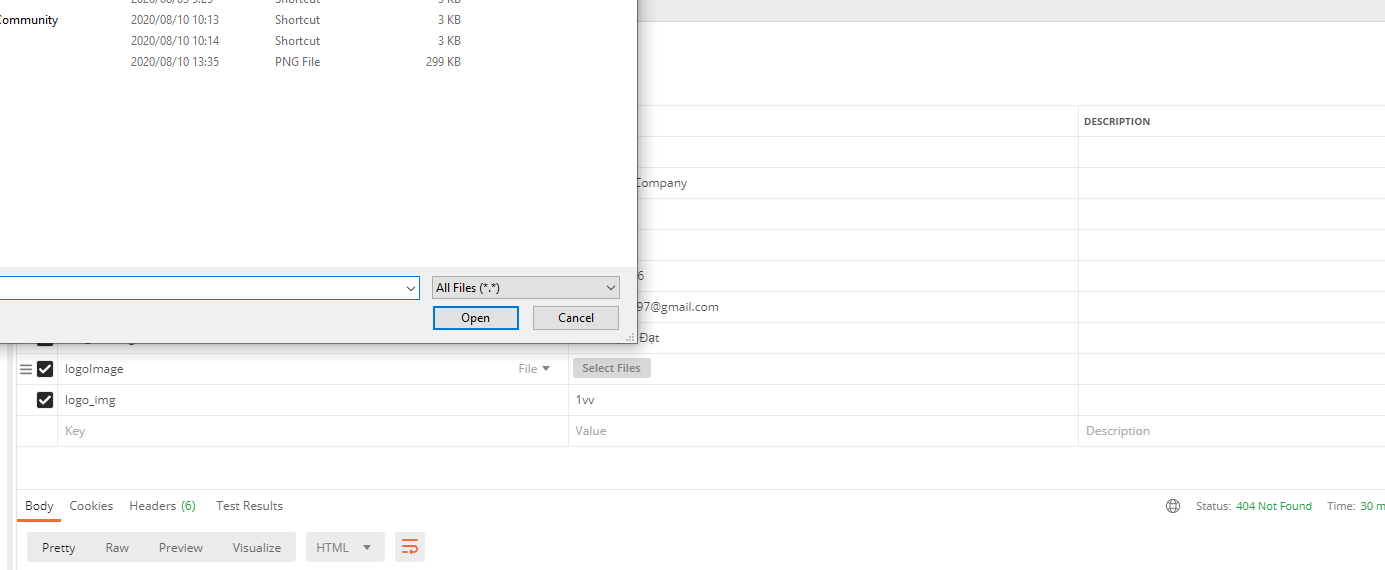 Shortcut 3 KB
Community 2020/08/10 10:13 Shortcut 3 KB
2020/08/10 10:14 Shortcut 3 KB
2020/08/10 13:35 PNG File 299 KB
DESCRIPTION
Company
All Files (*.*)
6
Open Cancel
97@gmail.com
Đạt
logoImage File Select Files
logo_img 1vv
Key Value Description
Body Cookies Headers (6) Test Results Status: 404 Not Found Time: 30 m
Pretty Raw Preview Visualize HTML